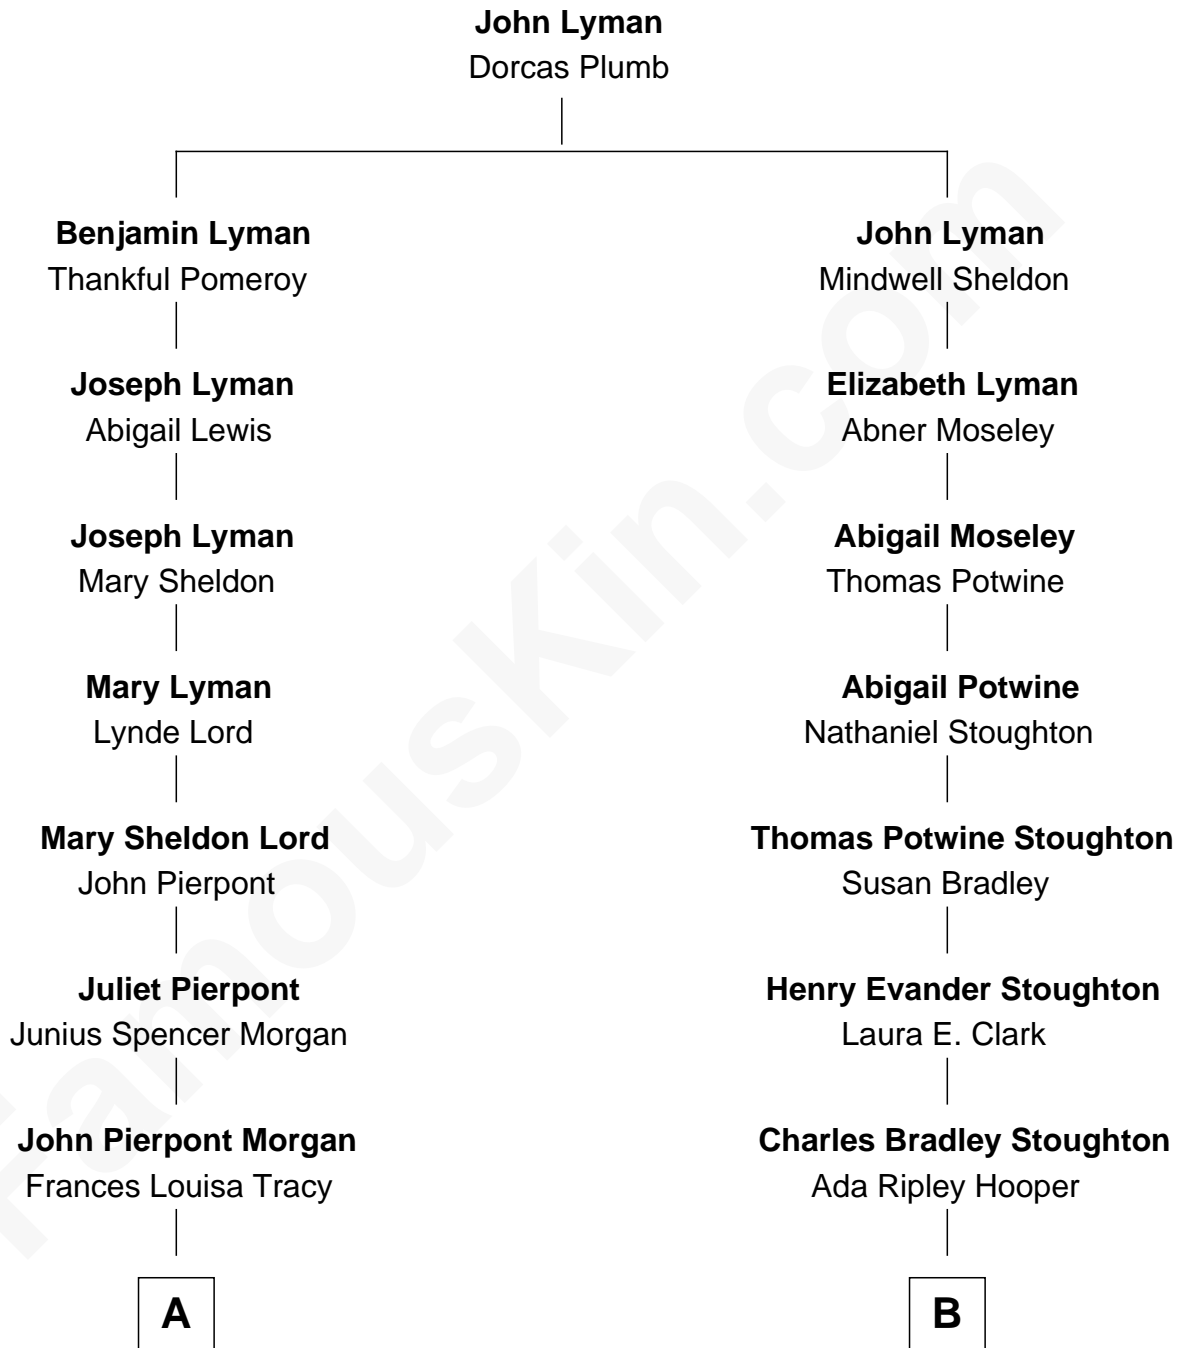 John Lyman
Dorcas Plumb
Benjamin Lyman
Thankful Pomeroy
John Lyman
Mindwell Sheldon
Joseph Lyman
Abigail Lewis
Elizabeth Lyman
Abner Moseley
Joseph Lyman
Mary Sheldon
Abigail Moseley
Thomas Potwine
Mary Lyman
Lynde Lord
Abigail Potwine
Nathaniel Stoughton
Mary Sheldon Lord
John Pierpont
Thomas Potwine Stoughton
Susan Bradley
Juliet Pierpont
Junius Spencer Morgan
Henry Evander Stoughton
Laura E. Clark
John Pierpont Morgan
Frances Louisa Tracy
Charles Bradley Stoughton
Ada Ripley Hooper
A
B
FamousKin.com